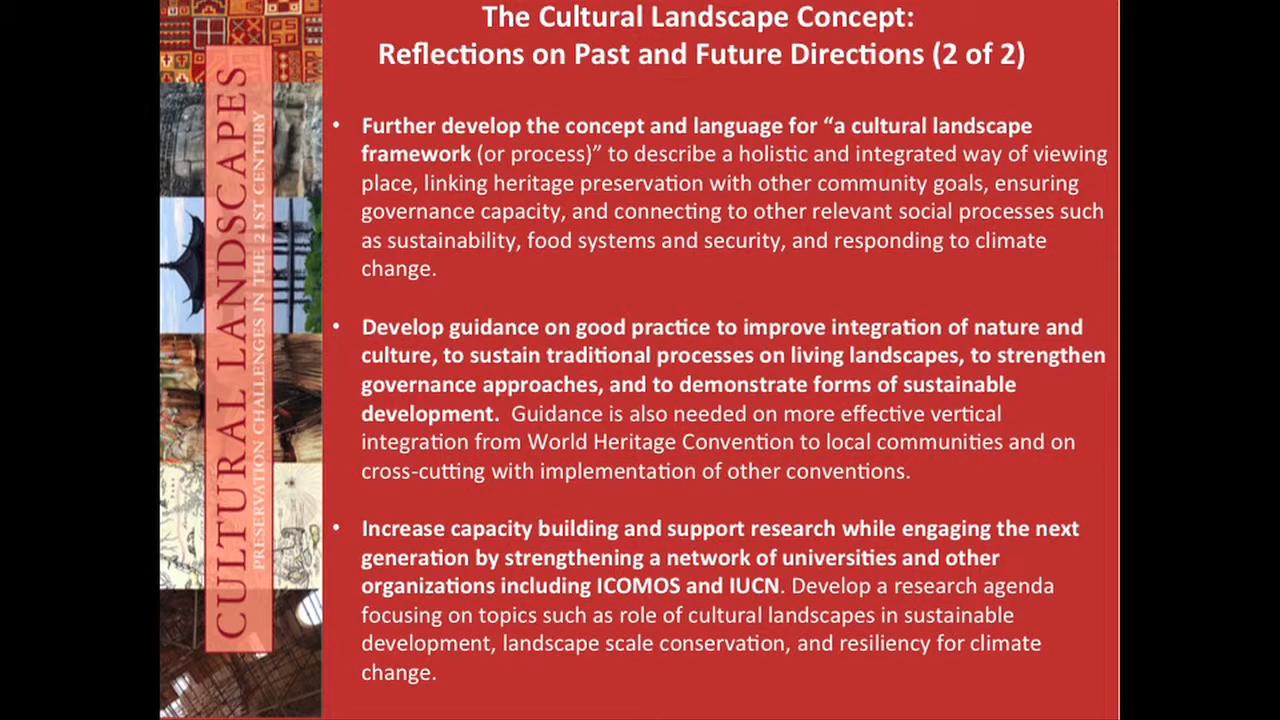 The Cultural Landscape Concept:
Reflections on Past and Future Directions (2 of 2)
CULTURAL LANDSCAPES
PRESERVATION CHALLENGES IN THE 21ST CENTURY
• Further develop the concept and language for “a cultural landscape
framework (or process)” to describe a holistic and integrated way of viewing
place, linking heritage preservation with other community goals, ensuring
governance capacity, and connecting to other relevant social processes such
as sustainability, food systems and security, and responding to climate
change.
• Develop guidance on good practice to improve integration of nature and
culture, to sustain traditional processes on living landscapes, to strengthen
governance approaches, and to demonstrate forms of sustainable
development.  Guidance is also needed on more effective vertical
integration from World Heritage Convention to local communities and on
cross-cutting with implementation of other conventions.
• Increase capacity building and support research while engaging the next
generation by strengthening a network of universities and other
organizations including ICOMOS and IUCN. Develop a research agenda
focusing on topics such as role of cultural landscapes in sustainable
development, landscape scale conservation, and resiliency for climate
change.